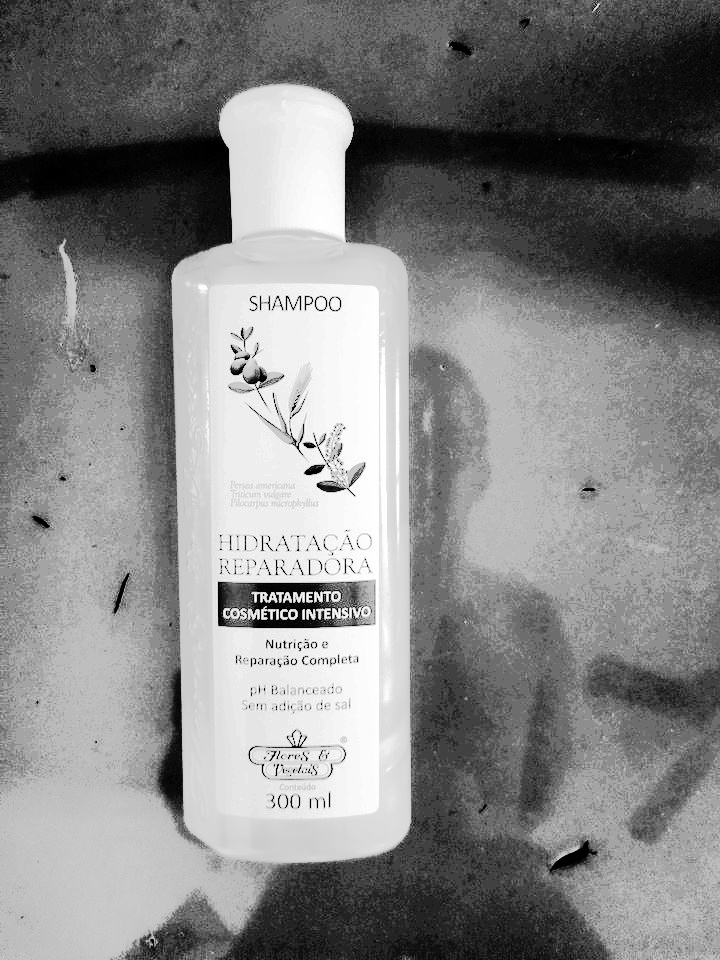 SHAMPOO
Persea americana
Triticum vulgare
Pilocarpus microphyllus
HIDRATAÇÃO
REPARADORA
TRATAMENTO
COSMÉTICO INTENSIVO
Nutrição e
Reparação Completa
pH Balanceado
Sem adição de sal
®
Flores &
Vegetais
Conteúdo
300 ml